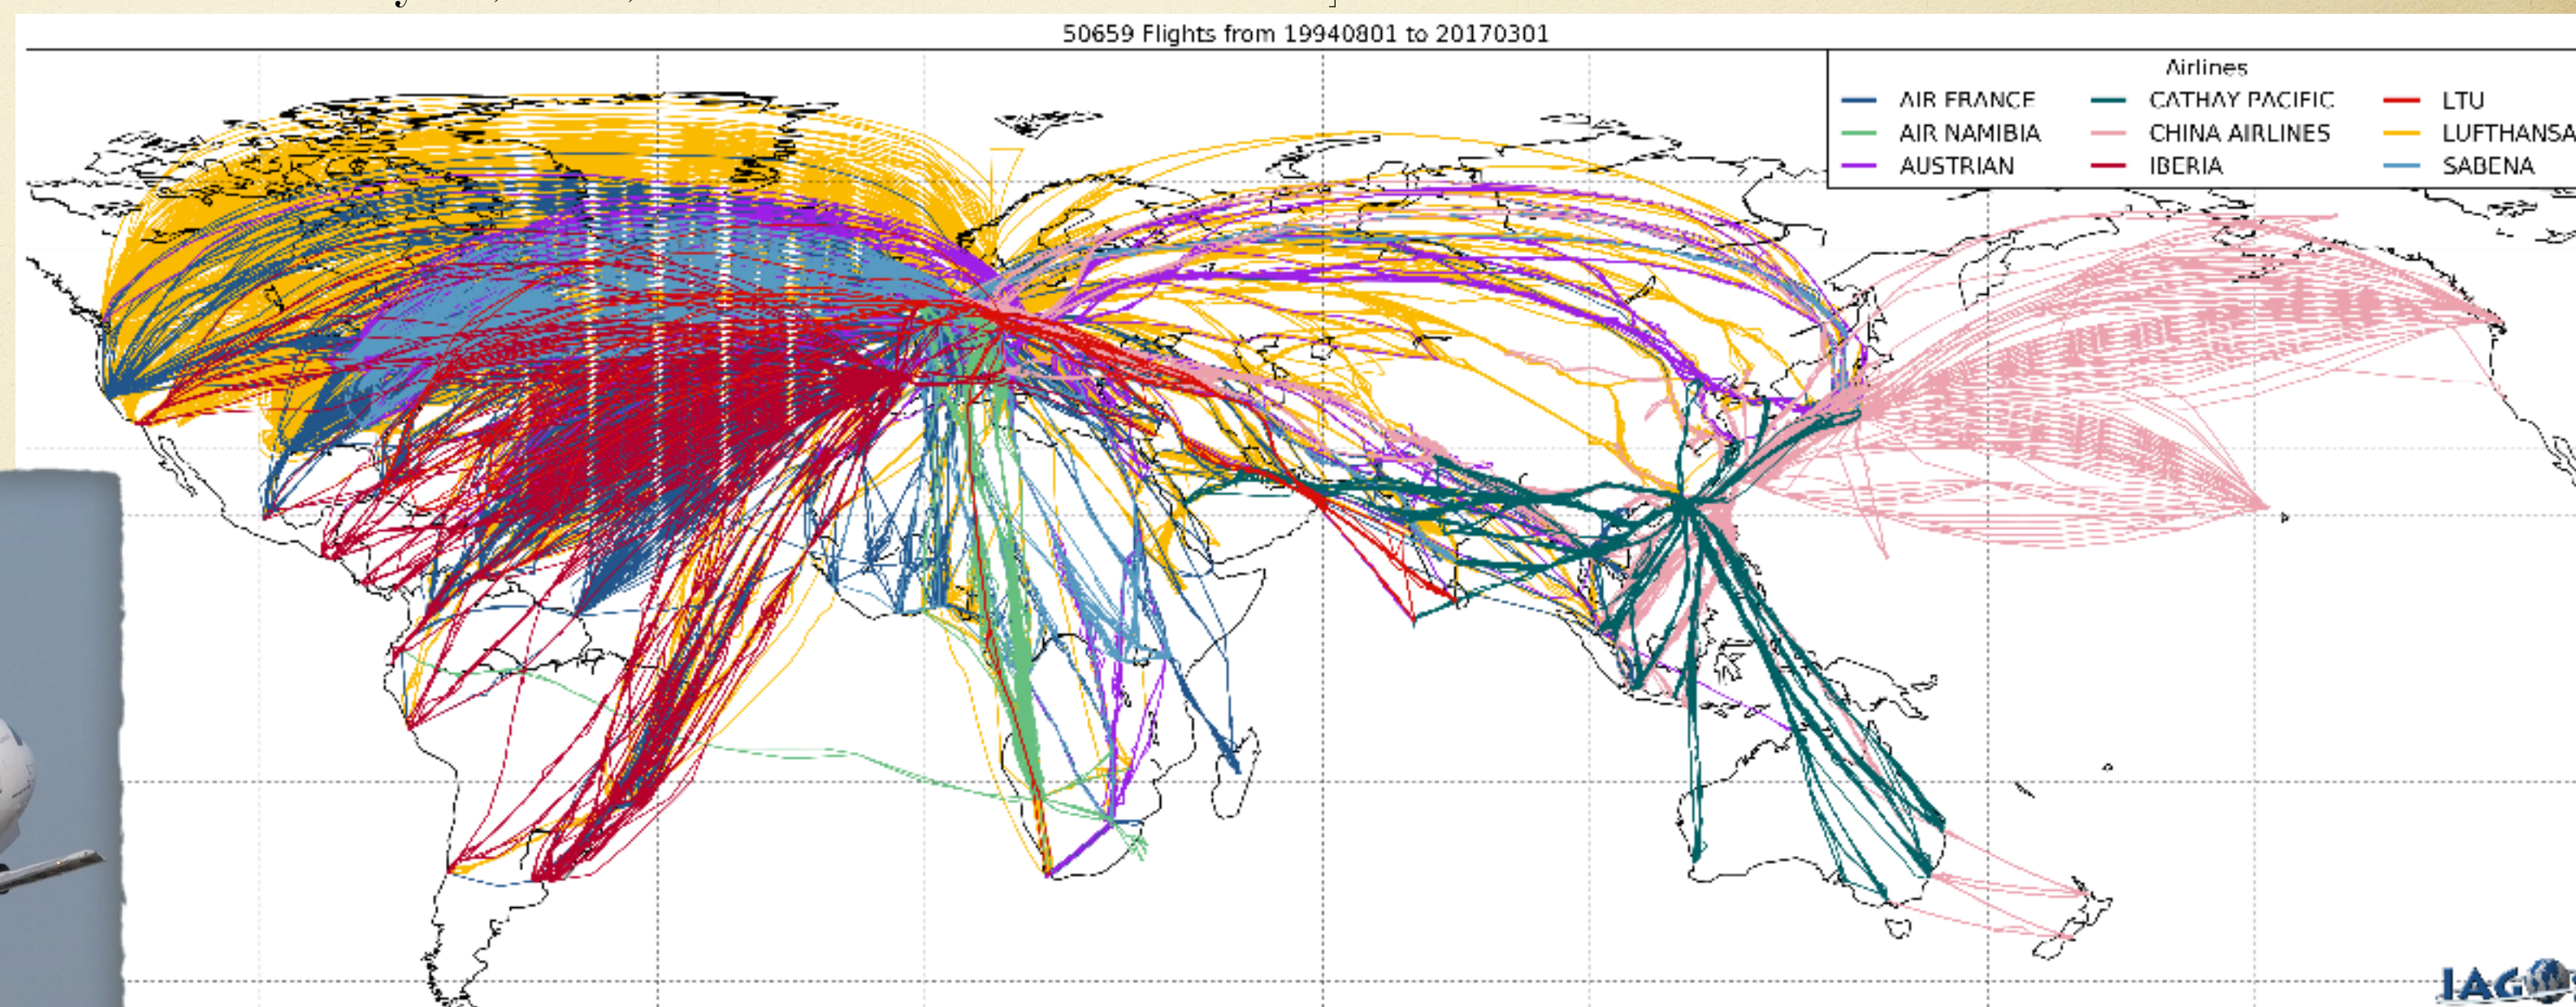 50659 Flights from 19940801 to 20170301
Airlines
AIR FRANCE CATHAY PACIFIC LTU
AIR NAMIBIA CHINA AIRLINES LUFTHANSA
AUSTRIAN IBERIA SABENA
IAG